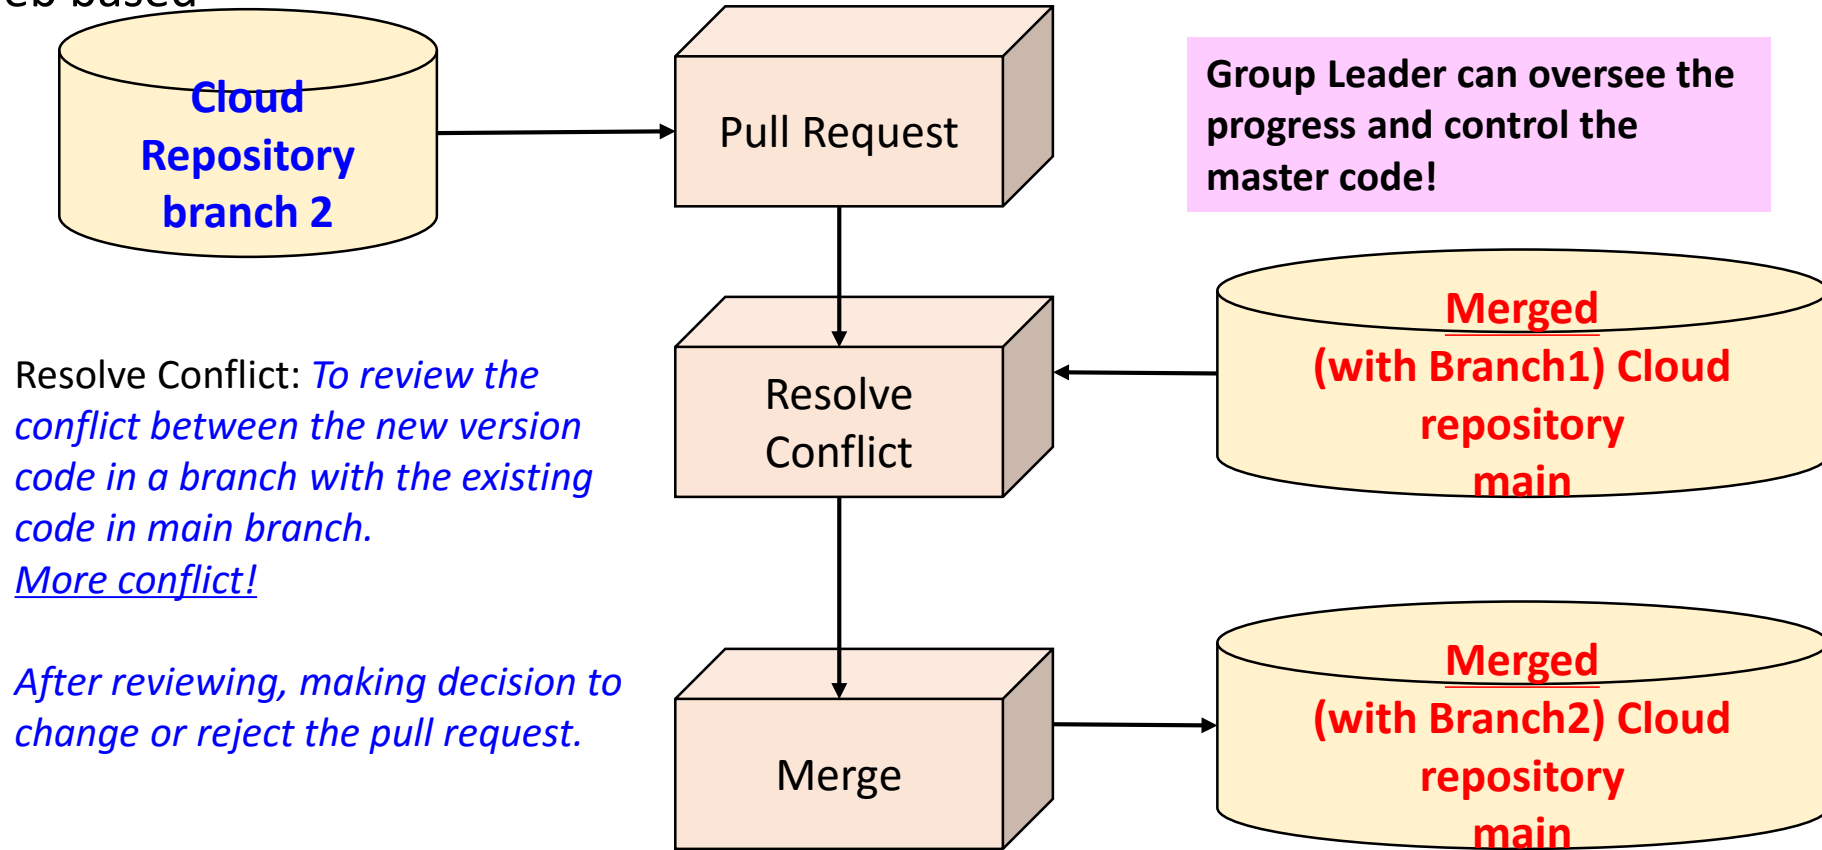 Cloud
Repository
branch 2
Pull Request
Group Leader can oversee the
progress and control the
master code!
Resolve Conflict: To review the
conflict between the new version
code in a branch with the existing
code in main branch.
More conflict!
After reviewing, making decision to
change or reject the pull request.
Resolve
Conflict
Merged
(with Branch1) Cloud
repository
main
Merge
Merged
(with Branch2) Cloud
repository
main